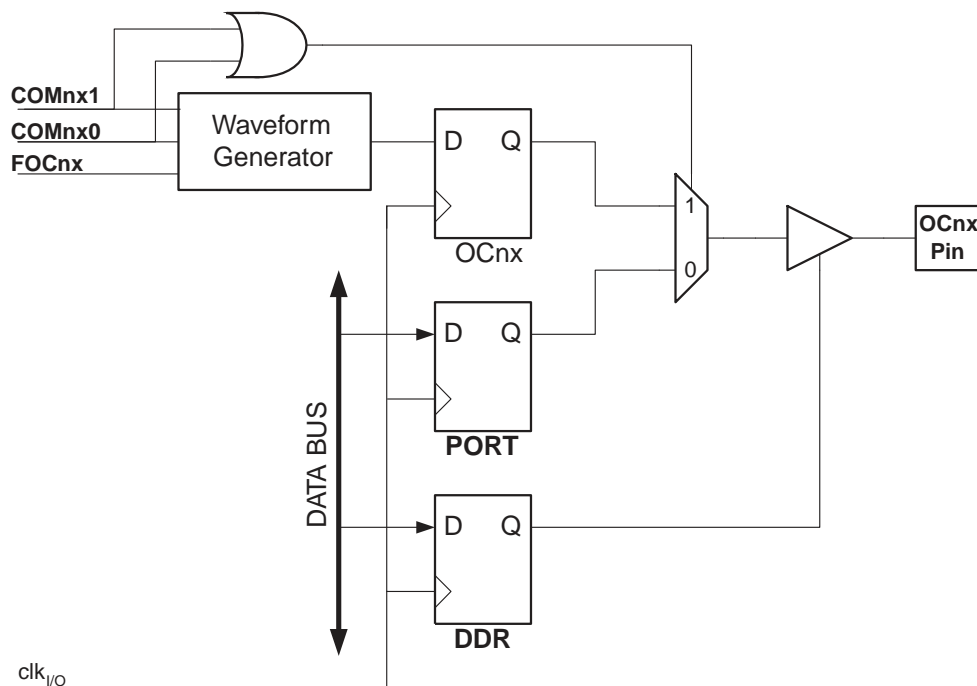 COMnx1
COMnx0
FOCnx
Waveform
Generator
D Q
OCnx
1
0
OCnx
Pin
D Q
PORT
DATA BUS
D Q
DDR
clkI/O